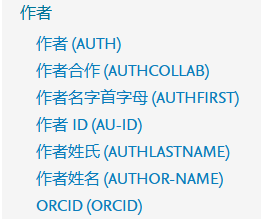 作者
作者 (AUTH)
作者合作 (AUTHCOLLAB)
作者名字首字母 (AUTHFIRST)
作者 ID (AU-ID)
作者姓氏 (AUTHLASTNAME)
作者姓名 (AUTHOR-NAME)
ORCID (ORCID)